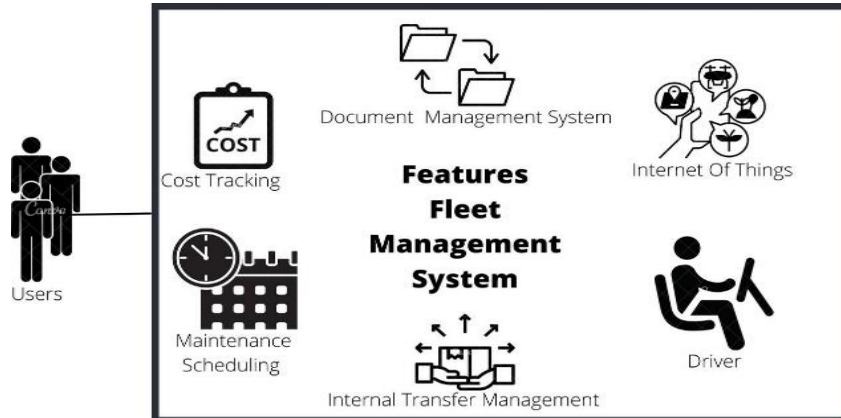 Document Management System
COST
Cost Tracking
Internet Of Things
Features
Fleet
Management
System
Canva
Users
Maintenance
Scheduling
Driver
Internal Transfer Management